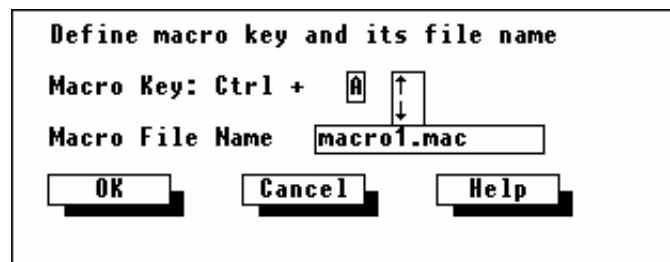 Define macro key and its file name
Macro Key: Ctrl + A ↑
↓
Macro File Name macro1.mac
OK Cancel Help